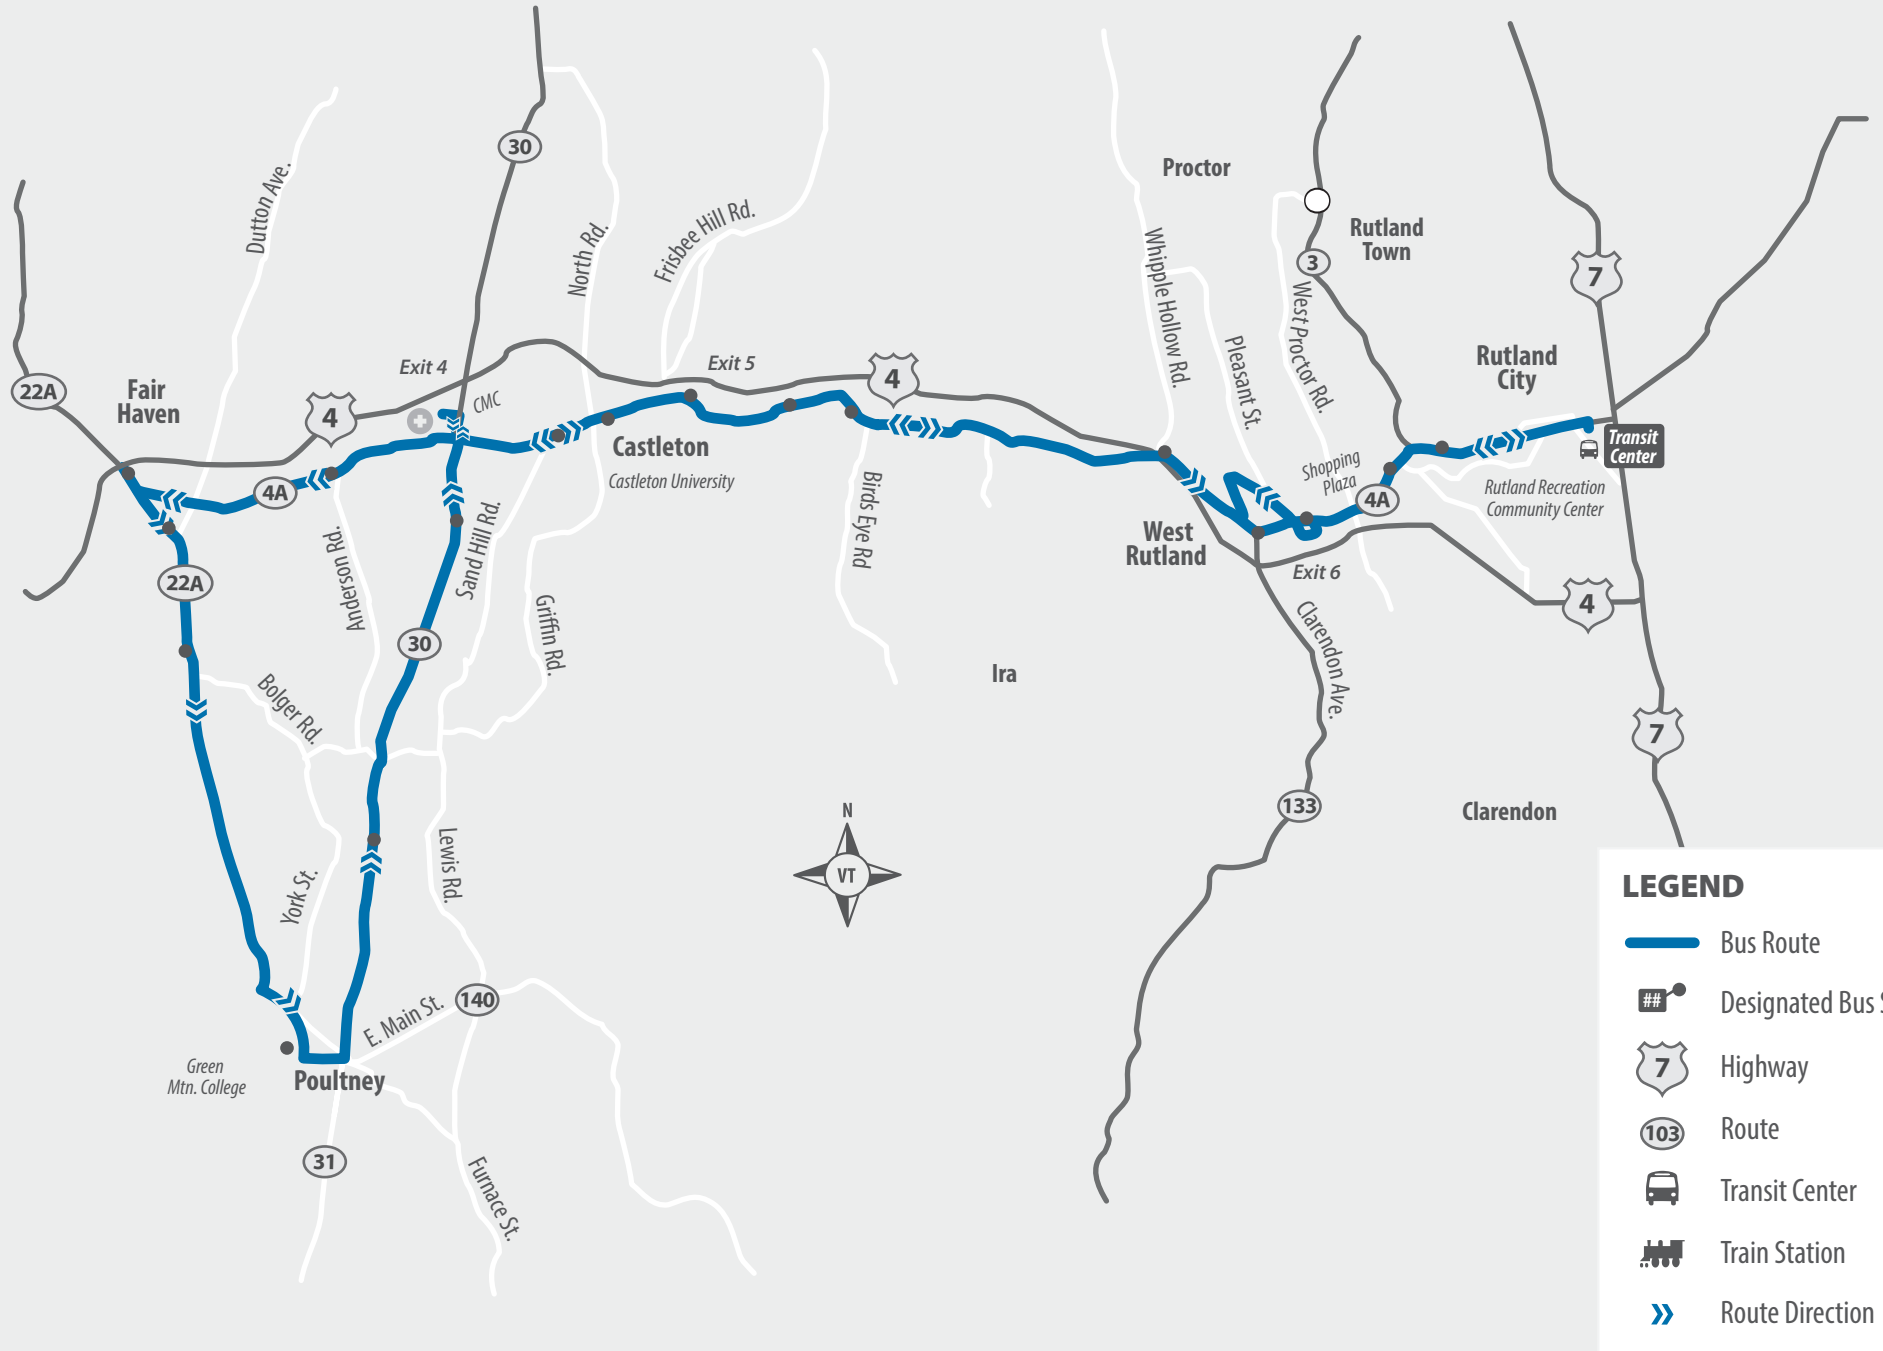 30
Proctor
Rutland
Town
3
7
Dutton Ave.
North Rd.
Frisbee Hill Rd.
Whipple Hollow Rd.
West Proctor Rd.
Pleasant St.
22A
Fair
Haven
Exit 4
4
CMC
Exit 5
4
Rutland
City
Castleton
Castleton University
Transit
Center
Shopping
Plaza
4A
4A
Rutland Recreation
Community Center
West
Rutland
Exit 6
4
22A
Anderson Rd.
Sand Hill Rd.
Griffin Rd.
Birds Eye Rd
30
Clarendon Ave.
Ira
Bolger Rd.
7
133
Clarendon
N
VT
York St.
Lewis Rd.
140
E. Main St.
Green
Mtn. College
Poultney
31
Furnace St.
LEGEND
Bus Route
## Designated Bus S
7 Highway
103 Route
Transit Center
Train Station
Route Direction